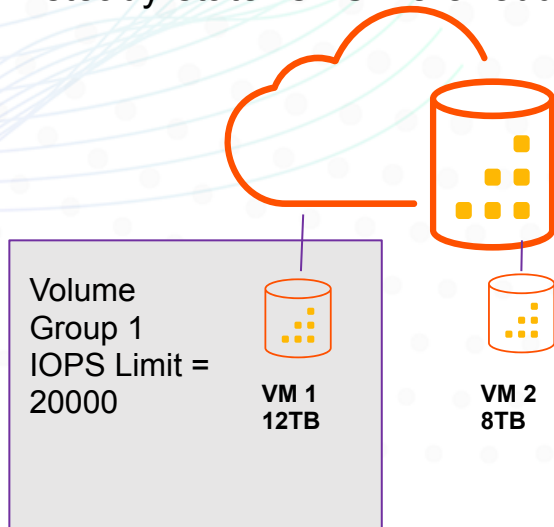 Volume
Group 1
IOPS Limit =
20000
VM 1
12TB
VM 2
8TB